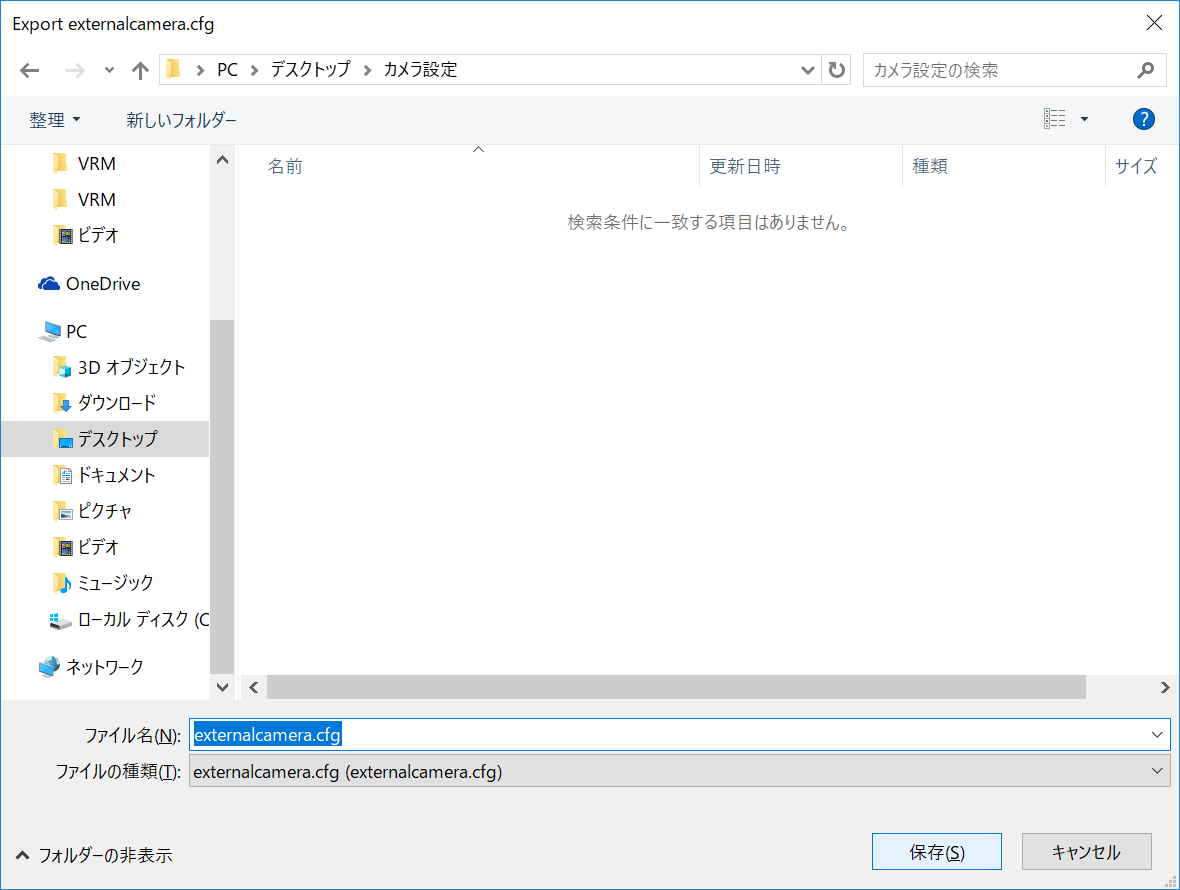 Export externalcamera.cfg
PC デスクトップ カメラ設定
カメラ設定の検索
整理
新しいフォルダー
?
VRM
VRM
ビデオ
OneDrive
PC
3D オブジェクト
ダウンロード
デスクトップ
ドキュメント
ピクチャ
ビデオ
ミュージック
ローカル ディスク (C
ネットワーク
名前
更新日時
種類
サイズ
検索条件に一致する項目はありません。
ファイル名(N):
externalcamera.cfg
ファイルの種類(T):
externalcamera.cfg (externalcamera.cfg)
フォルダーの非表示
保存(S)
キャンセル